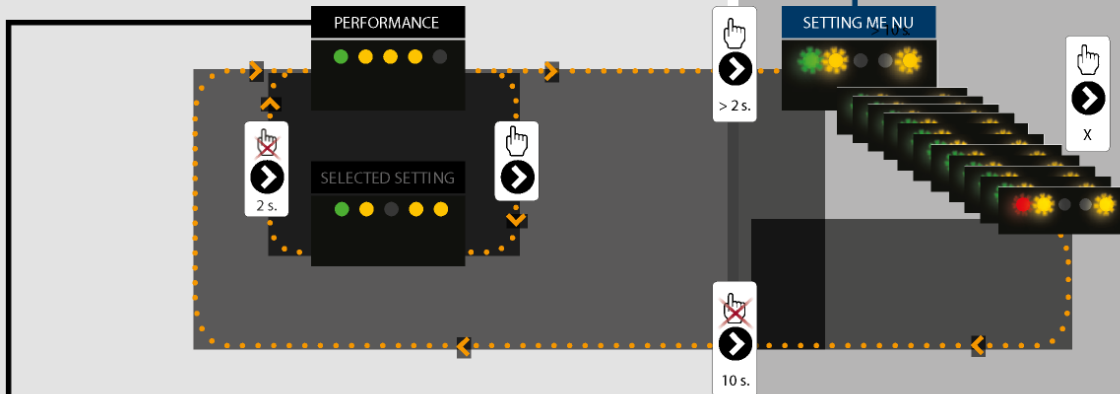 PERFORMANCE
SETTING ME NU
> 2 s.
X
2 s.
SELECTED SETTING
10 s.